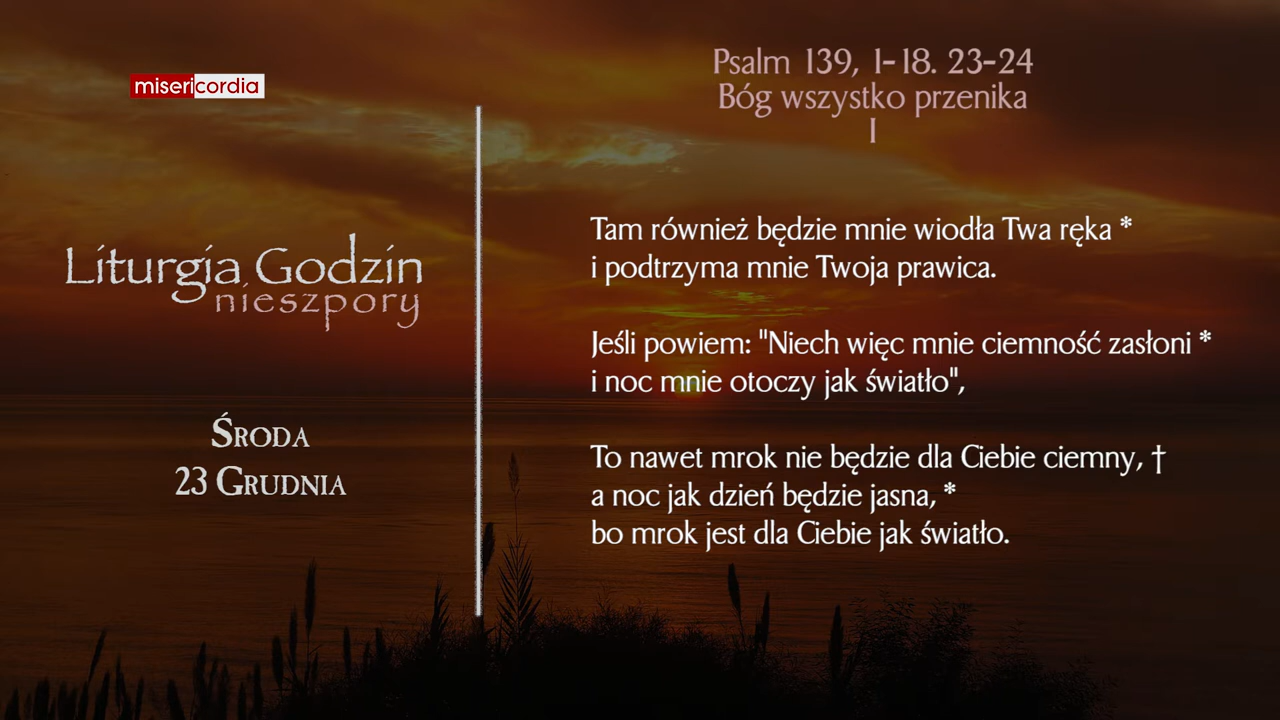 misericordia
Liturgia Godzin
nieszpory
Środa
23 Grudnia
Psalm 139, 1-18. 23-24
Bóg wszystko przenika
I
Tam również będzie mnie wiodła Twa ręka *
i podtrzyma mnie Twoja prawica.
Jeśli powiem: "Niech więc mnie ciemność zasłoni *
i noc mnie otoczy jak światło",
To nawet mrok nie będzie dla Ciebie ciemny, †
a noc jak dzień będzie jasna, *
bo mrok jest dla Ciebie jak światło.